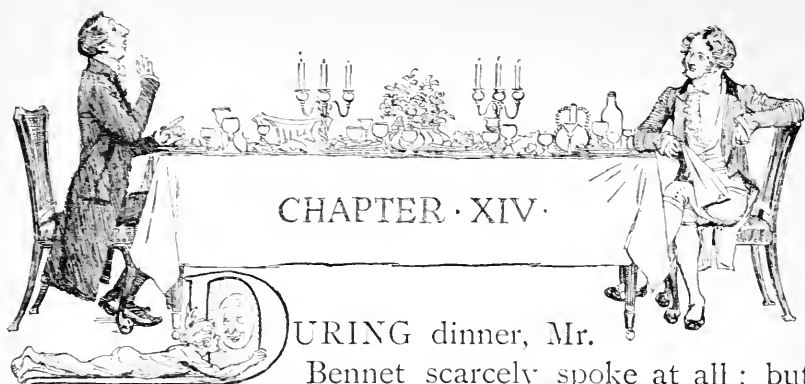 CHAPTER · XIV ·
DURING dinner, Mr.
Bennet scarcely spoke at all ; but